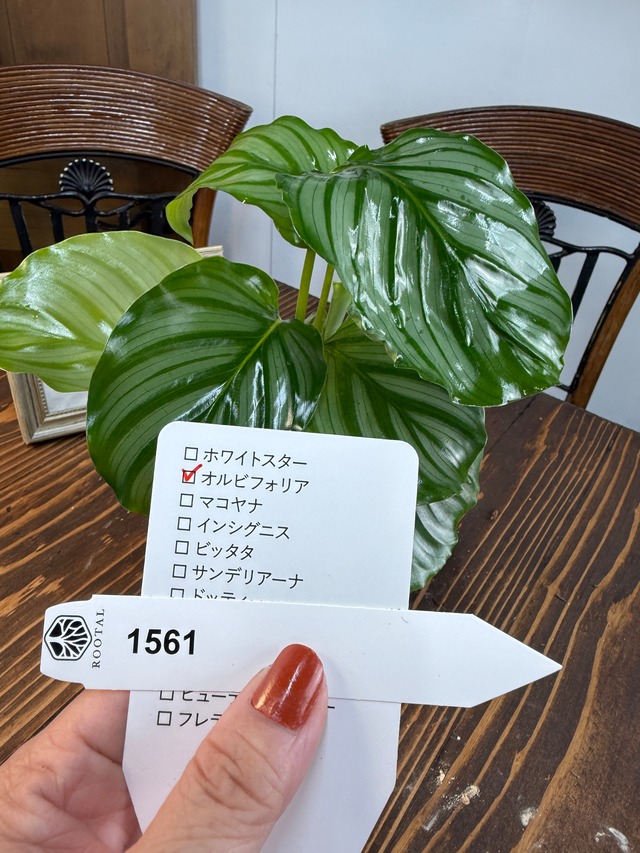 □ ホワイトスター
☑ オルビフォリア
□ マコヤナ
□ インシグニス
□ ビッタタ
□ サンデリアーナ
ROOTAL
1561